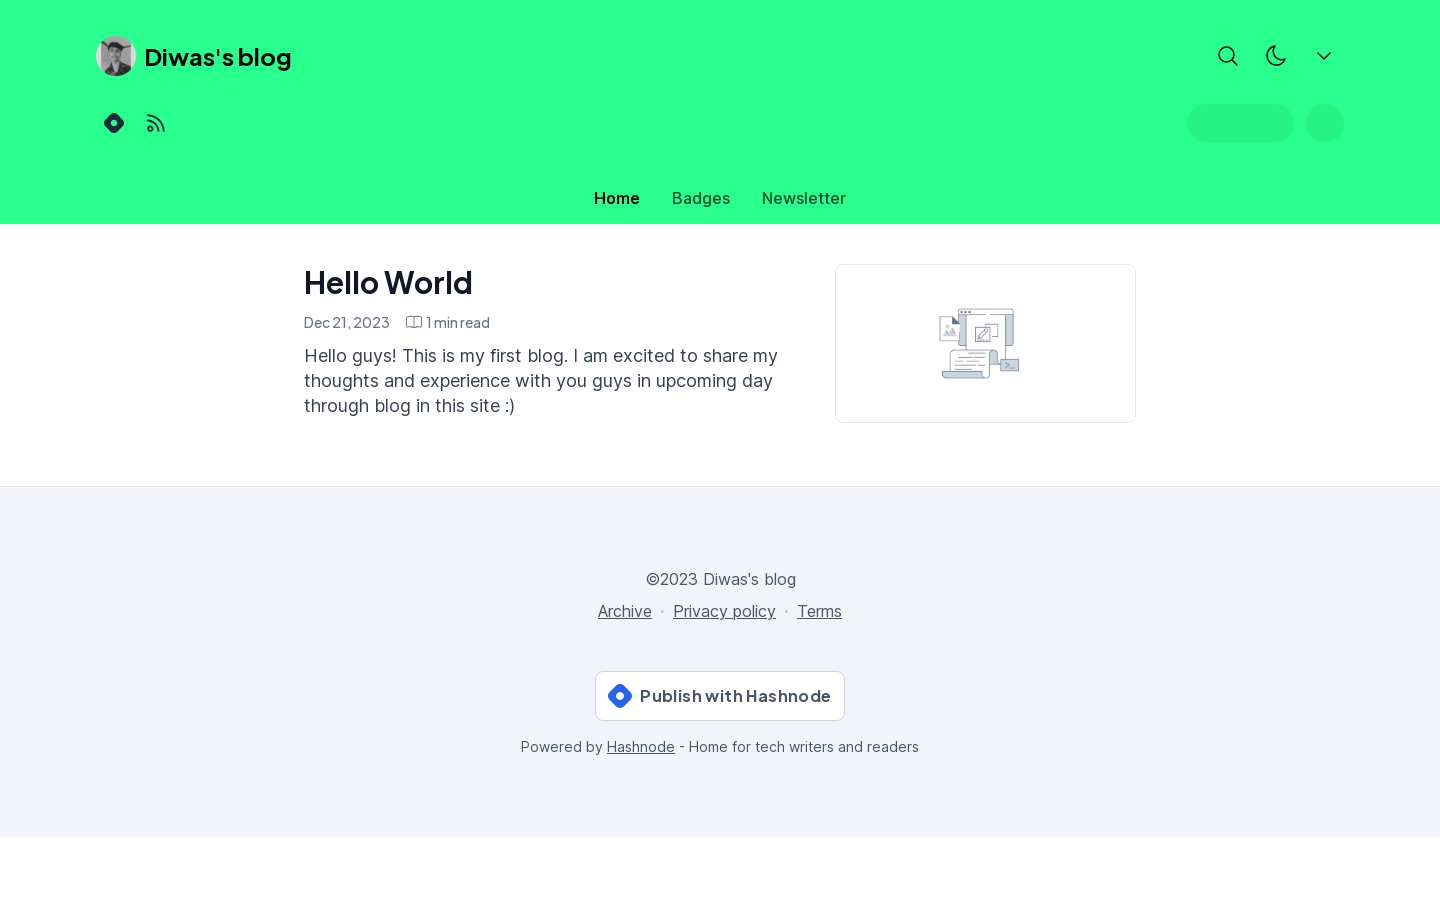 Diwas's blog
Home Badges Newsletter
Hello World
Dec 21, 2023 1 min read
Hello guys! This is my first blog. I am excited to share my
thoughts and experience with you guys in upcoming day
through blog in this site :)
©2023 Diwas's blog
Archive · Privacy policy · Terms
Publish with Hashnode
Powered by Hashnode - Home for tech writers and readers